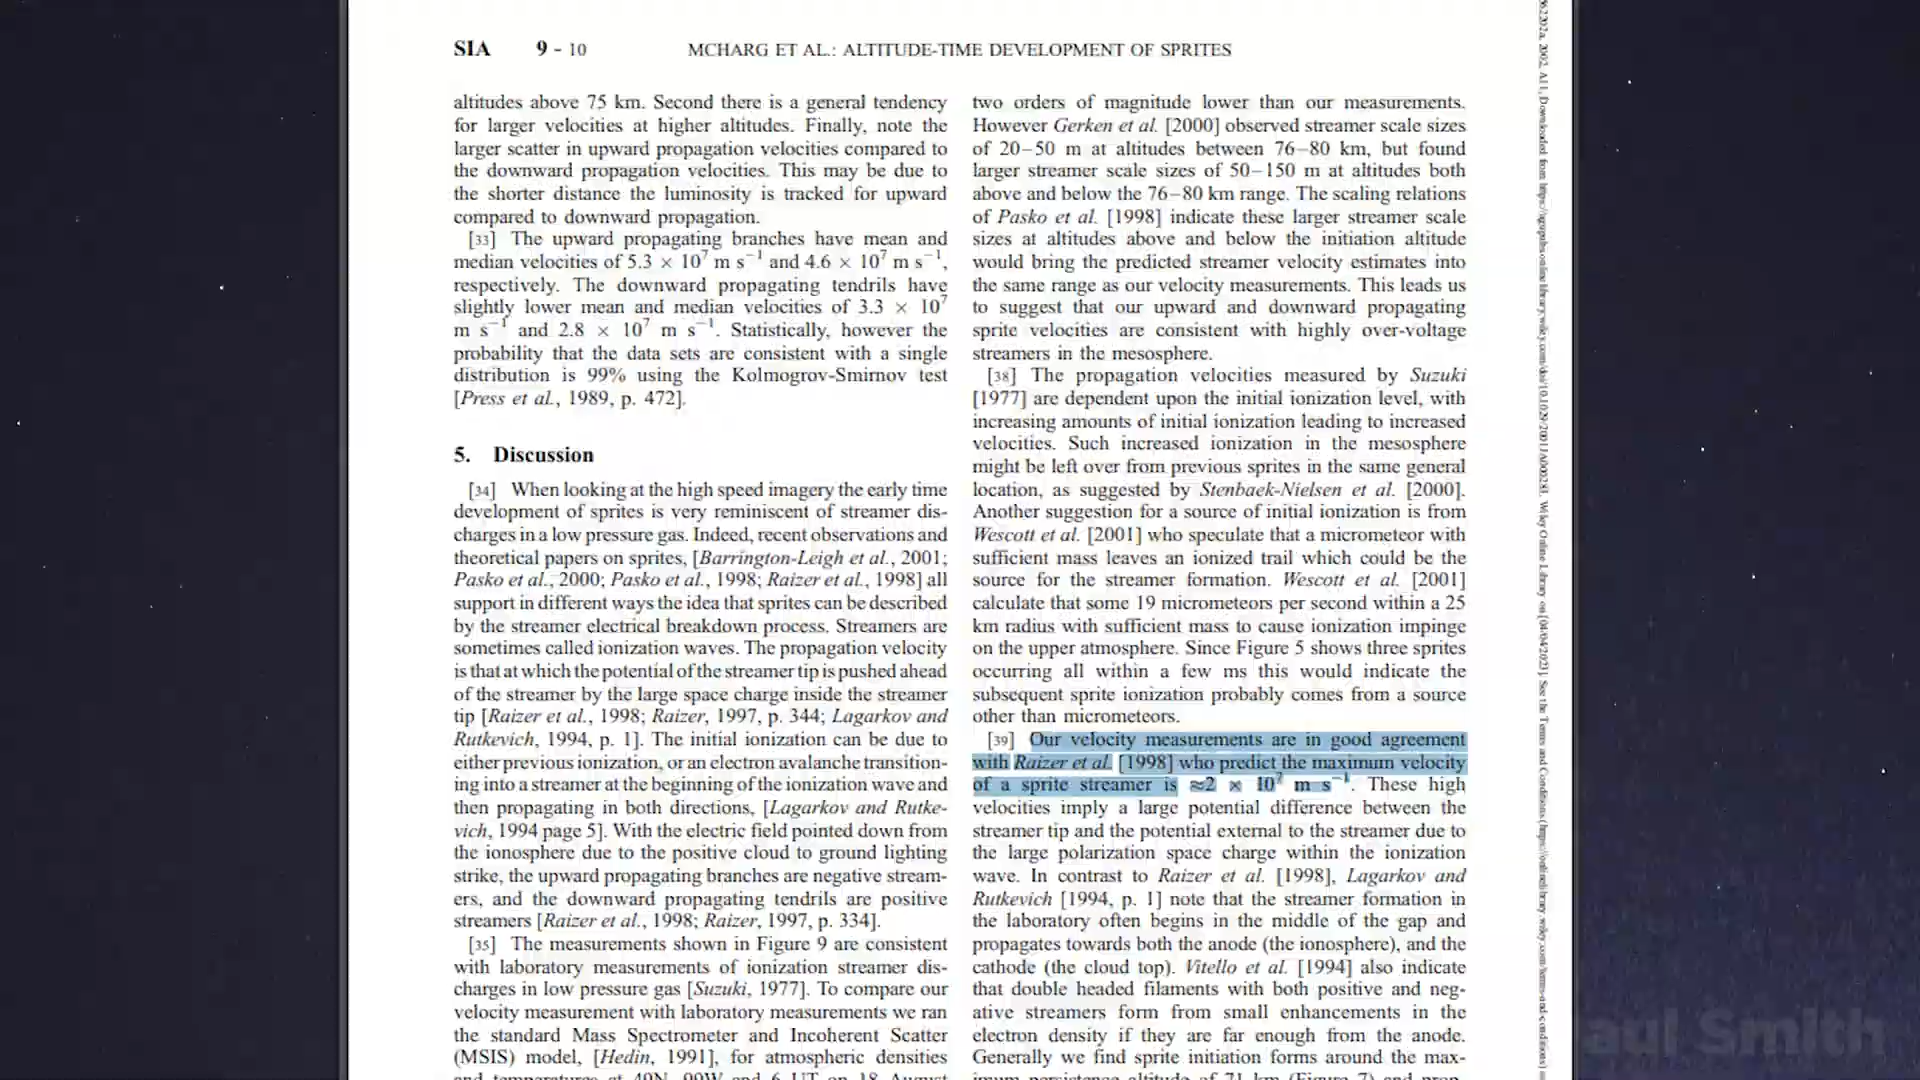 SIA 9 - 10 MCHARG ET AL.: ALTITUDE-TIME DEVELOPMENT OF SPRITES
altitudes above 75 km. Second there is a general tendency
for larger velocities at higher altitudes. Finally, note the
larger scatter in upward propagation velocities compared to
the downward propagation velocities. This may be due to
the shorter distance the luminosity is tracked for upward
compared to downward propagation.
[33] The upward propagating branches have mean and
median velocities of 5.3 × 10⁷ m s⁻¹ and 4.6 × 10⁷ m s⁻¹,
respectively. The downward propagating tendrils have
slightly lower mean and median velocities of 3.3 × 10⁷
m s⁻¹ and 2.8 × 10⁷ m s⁻¹. Statistically, however the
probability that the data sets are consistent with a single
distribution is 99% using the Kolmogrov-Smirnov test
[Press et al., 1989, p. 472].
5. Discussion
[34] When looking at the high speed imagery the early time
development of sprites is very reminiscent of streamer dis-
charges in a low pressure gas. Indeed, recent observations and
theoretical papers on sprites, [Barrington-Leigh et al., 2001;
Pasko et al., 2000; Pasko et al., 1998; Raizer et al., 1998] all
support in different ways the idea that sprites can be described
by the streamer electrical breakdown process. Streamers are
sometimes called ionization waves. The propagation velocity
is that at which the potential of the streamer tip is pushed ahead
of the streamer by the large space charge inside the streamer
tip [Raizer et al., 1998; Raizer, 1997, p. 344; Lagarkov and
Rutkevich, 1994, p. 1]. The initial ionization can be due to
either previous ionization, or an electron avalanche transition-
ing into a streamer at the beginning of the ionization wave and
then propagating in both directions, [Lagarkov and Rutke-
vich, 1994 page 5]. With the electric field pointed down from
the ionosphere due to the positive cloud to ground lighting
strike, the upward propagating branches are negative stream-
ers, and the downward propagating tendrils are positive
streamers [Raizer et al., 1998; Raizer, 1997, p. 334].
[35] The measurements shown in Figure 9 are consistent
with laboratory measurements of ionization streamer dis-
charges in low pressure gas [Suzuki, 1977]. To compare our
velocity measurement with laboratory measurements we ran
the standard Mass Spectrometer and Incoherent Scatter
(MSIS) model, [Hedin, 1991], for atmospheric densities
and temperatures at 40N, 99W and 6 UT on 18 August
two orders of magnitude lower than our measurements.
However Gerken et al. [2000] observed streamer scale sizes
of 20–50 m at altitudes between 76–80 km, but found
larger streamer scale sizes of 50–150 m at altitudes both
above and below the 76–80 km range. The scaling relations
of Pasko et al. [1998] indicate these larger streamer scale
sizes at altitudes above and below the initiation altitude
would bring the predicted streamer velocity estimates into
the same range as our velocity measurements. This leads us
to suggest that our upward and downward propagating
sprite velocities are consistent with highly over-voltage
streamers in the mesosphere.
[38] The propagation velocities measured by Suzuki
[1977] are dependent upon the initial ionization level, with
increasing amounts of initial ionization leading to increased
velocities. Such increased ionization in the mesosphere
might be left over from previous sprites in the same general
location, as suggested by Stenbaek-Nielsen et al. [2000].
Another suggestion for a source of initial ionization is from
Wescott et al. [2001] who speculate that a micrometeor with
sufficient mass leaves an ionized trail which could be the
source for the streamer formation. Wescott et al. [2001]
calculate that some 19 micrometeors per second within a 25
km radius with sufficient mass to cause ionization impinge
on the upper atmosphere. Since Figure 5 shows three sprites
occurring all within a few ms this would indicate the
subsequent sprite ionization probably comes from a source
other than micrometeors.
[39] Our velocity measurements are in good agreement
with Raizer et al. [1998] who predict the maximum velocity
of a sprite streamer is ≈2 × 10⁷ m s⁻¹. These high
velocities imply a large potential difference between the
streamer tip and the potential external to the streamer due to
the large polarization space charge within the ionization
wave. In contrast to Raizer et al. [1998], Lagarkov and
Rutkevich [1994, p. 1] note that the streamer formation in
the laboratory often begins in the middle of the gap and
propagates towards both the anode (the ionosphere), and the
cathode (the cloud top). Vitello et al. [1994] also indicate
that double headed filaments with both positive and neg-
ative streamers form from small enhancements in the
electron density if they are far enough from the anode.
Generally we find sprite initiation forms around the max-
imum persistence altitude of 71 km (Figure 7) and prop-
aul Smith